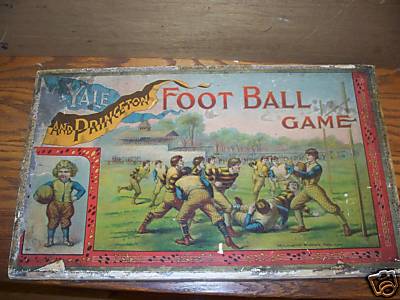 YALE
AND PRINCETON
FOOT BALL
GAME